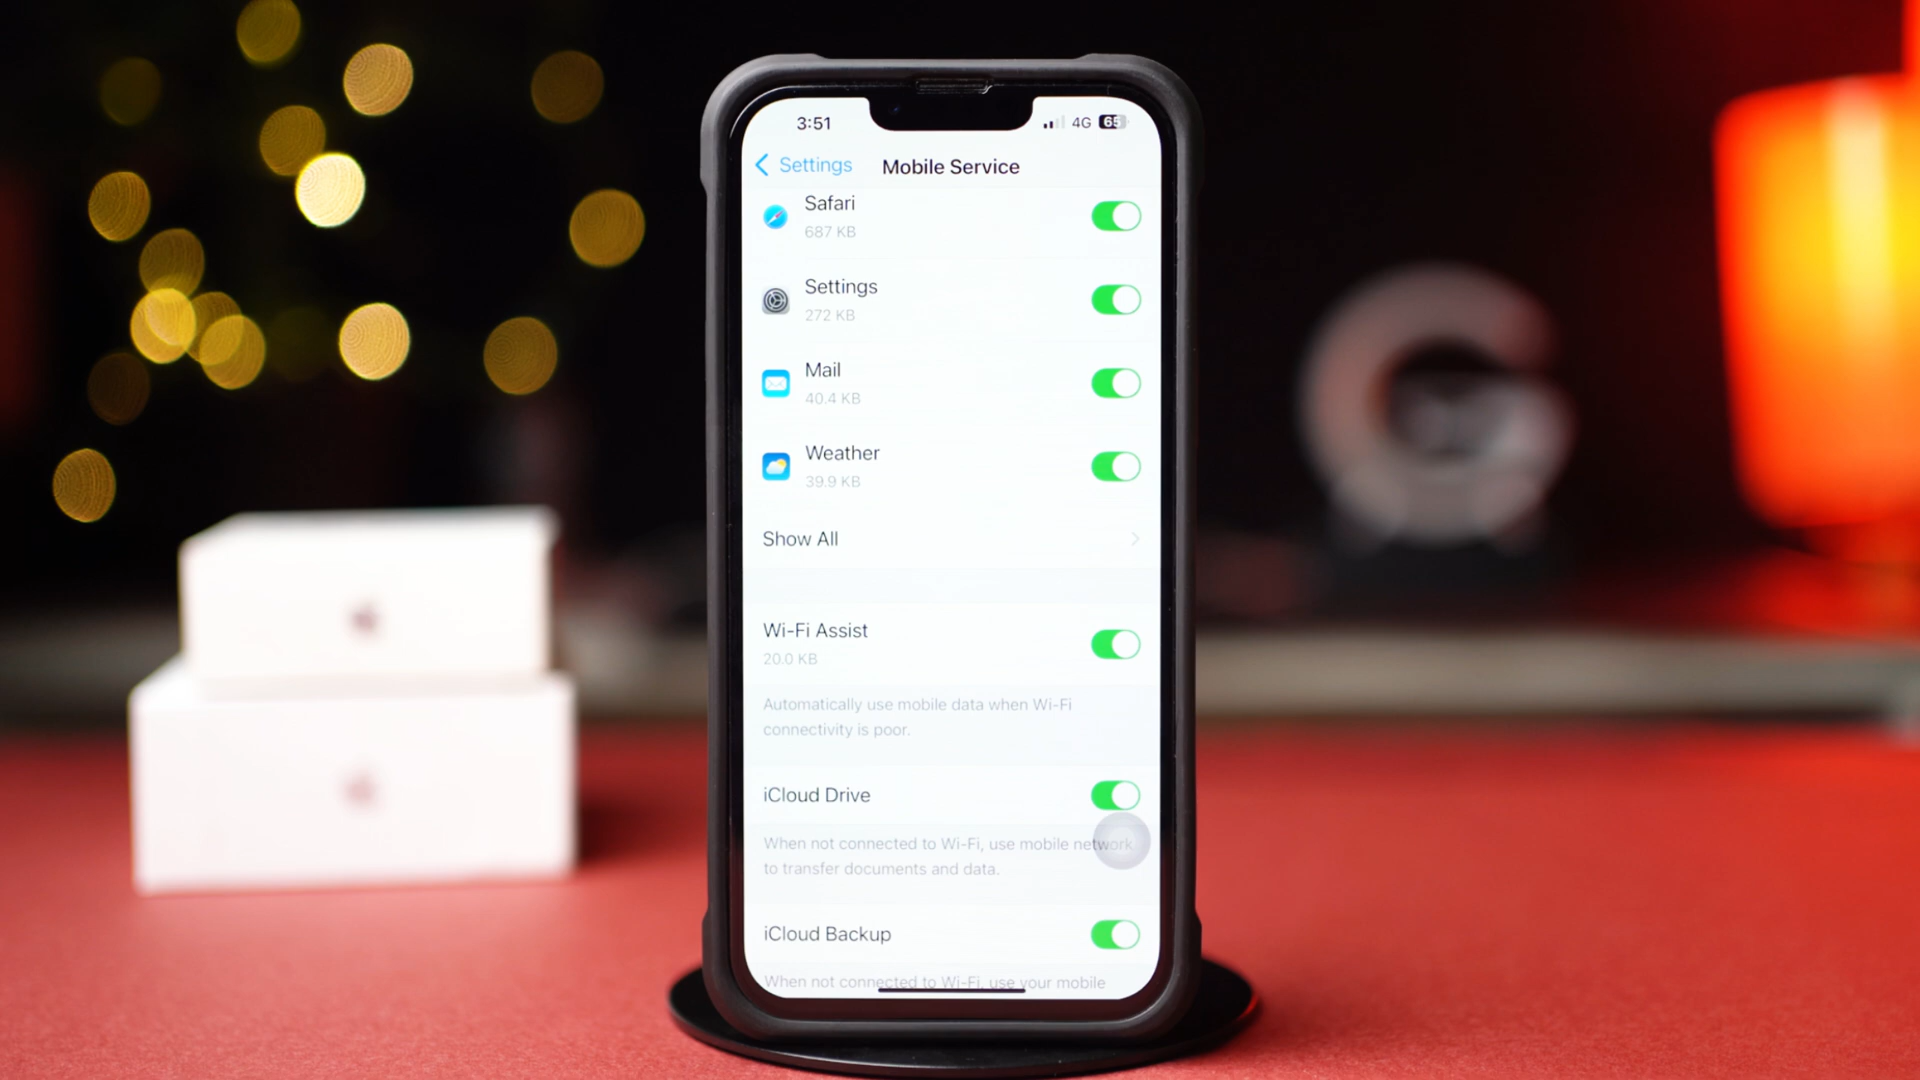 3:51
4G 65
Settings Mobile Service
Safari
687 KB
Settings
272 KB
Mail
40.4 KB
Weather
39.9 KB
Show All
Wi-Fi Assist
20.0 KB
Automatically use mobile data when Wi-Fi
connectivity is poor.
iCloud Drive
When not connected to Wi-Fi, use mobile network
to transfer documents and data.
iCloud Backup
When not connected to Wi-Fi, use your mobile